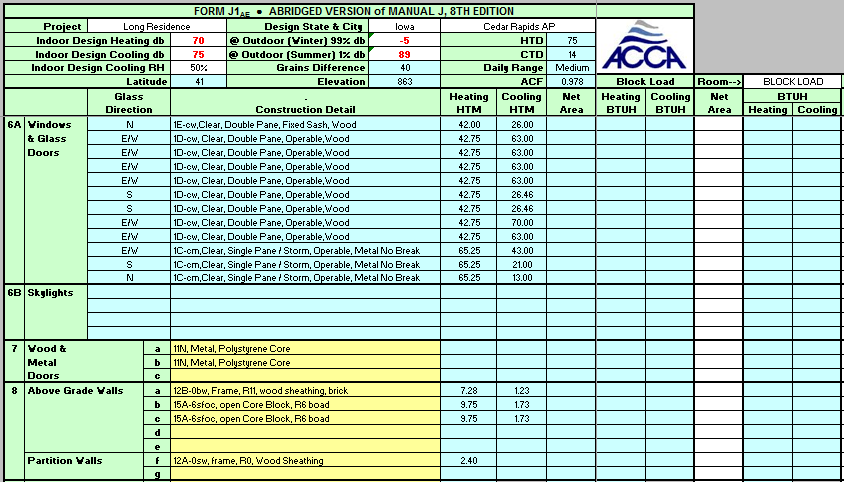 FORM J1AE ● ABRIDGED VERSION of MANUAL J, 8TH EDITION
Project Long Residence Design State & City Iowa Cedar Rapids AP
Indoor Design Heating db 70 @ Outdoor (Winter) 99% db -5 HTD 75
Indoor Design Cooling db 75 @ Outdoor (Summer) 1% db 89 CTD 14
Indoor Design Cooling RH 50% Grains Difference 40 Daily Range Medium
ACCA
Latitude 41 Elevation 863 ACF 0.978 Block Load Room--> BLOCK LOAD
Glass . Heating Cooling Net Heating Cooling Net BTUH
Direction Construction Detail HTM HTM Area BTUH BTUH Area Heating Cooling
6A Windows N 1E-cw,Clear, Double Pane, Fixed Sash, Wood 42.00 26.00
& Glass E/W 1D-cw, Clear, Double Pane, Operable,Wood 42.75 63.00
Doors E/W 1D-cw, Clear, Double Pane, Operable,Wood 42.75 63.00
E/W 1D-cw, Clear, Double Pane, Operable,Wood 42.75 63.00
E/W 1D-cw, Clear, Double Pane, Operable,Wood 42.75 63.00
S 1D-cw, Clear, Double Pane, Operable,Wood 42.75 26.46
S 1D-cw, Clear, Double Pane, Operable,Wood 42.75 26.46
E/W 1D-cw, Clear, Double Pane, Operable,Wood 42.75 70.00
E/W 1D-cw, Clear, Double Pane, Operable,Wood 42.75 63.00
E/W 1C-cm,Clear, Single Pane / Storm, Operable, Metal No Break 65.25 43.00
S 1C-cm,Clear, Single Pane / Storm, Operable, Metal No Break 65.25 21.00
N 1C-cm,Clear, Single Pane / Storm, Operable, Metal No Break 65.25 13.00
6B Skylights
7 Wood & a 11N, Metal, Polystyrene Core
Metal b 11N, Metal, Polystyrene Core
Doors c
8 Above Grade Walls a 12B-0bw, Frame, R11, wood sheathing, brick 7.28 1.23
b 15A-6sfoc, open Core Block, R6 boad 9.75 1.73
c 15A-6sfoc, open Core Block, R6 boad 9.75 1.73
d
e
Partition Walls f 12A-0sw, frame, R0, Wood Sheathing 2.40
g